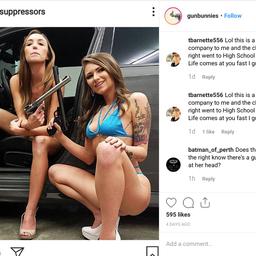 suppressors
gunbunnies • Follow
tbarnette556 Lol this is a
company to me and the c
right went to High School
Life comes at you fast I g
1d Reply
tbarnette556 Lol this is a
company to me and the c
right went to High School
Life comes at you fast I g
1d 1 like Reply
batman_of_perth Does th
the right know there's a gu
at her head?
1h Reply
595 likes
4 DAYS AGO
Add a comment...